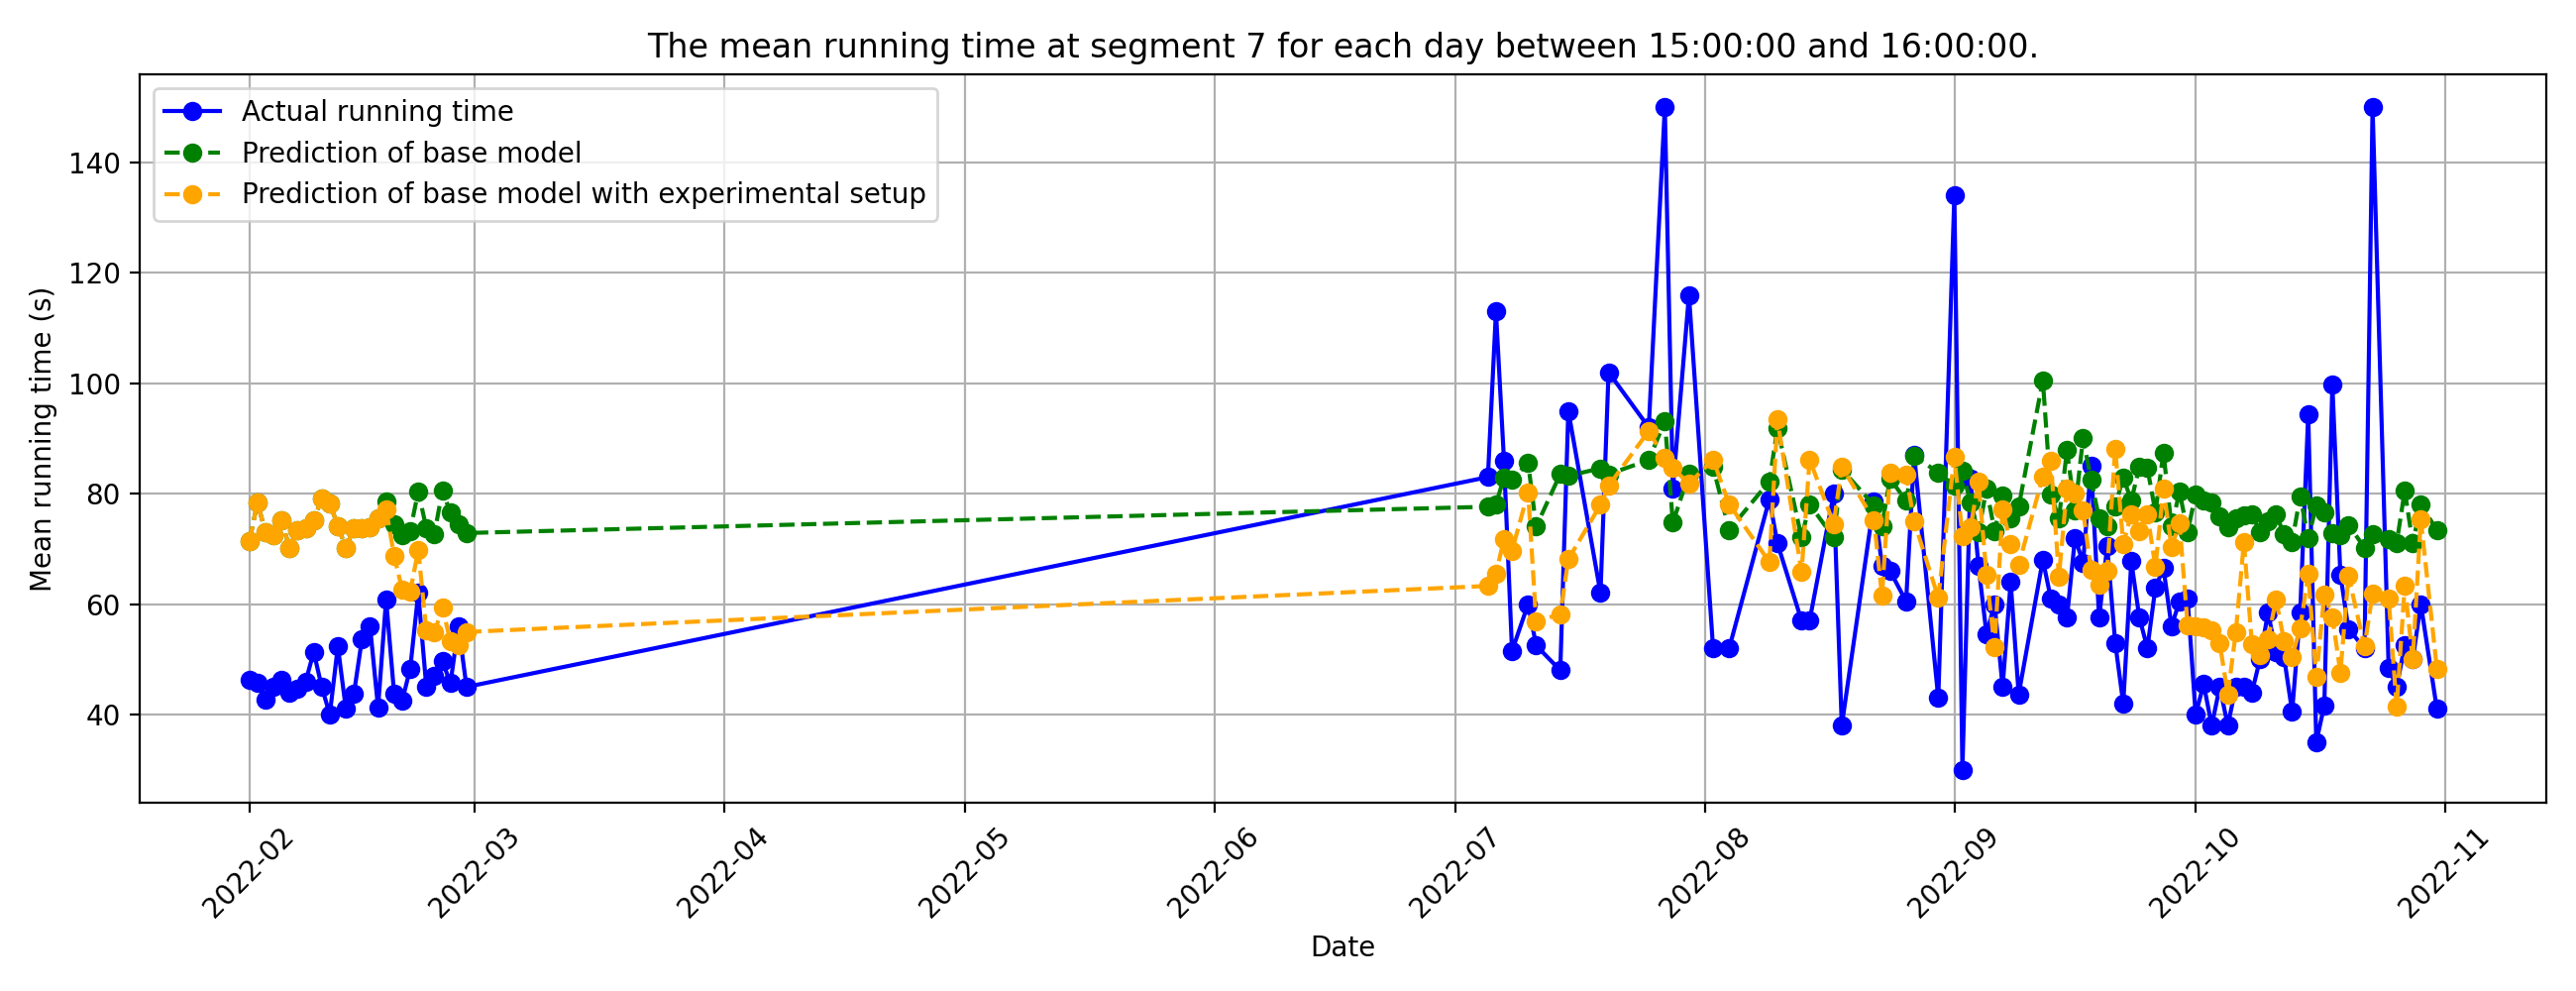 The mean running time at segment 7 for each day between 15:00:00 and 16:00:00.
Actual running time
Prediction of base model
Prediction of base model with experimental setup
Mean running time (s)
140
120
100
80
60
40
2022-02
2022-03
2022-04
2022-05
2022-06
2022-07
2022-08
2022-09
2022-10
2022-11
Date